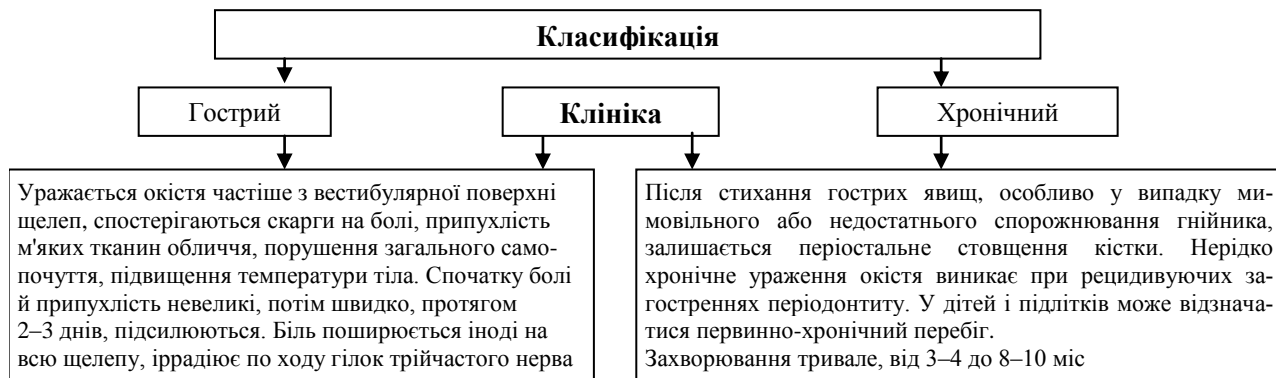 Класифікація
Гострий
Клініка
Хронічний
Уражається окістя частіше з вестибулярної поверхні
щелеп, спостерігаються скарги на болі, припухлість
м'яких тканин обличчя, порушення загального само-
почуття, підвищення температури тіла. Спочатку болі
й припухлість невеликі, потім швидко, протягом
2–3 днів, підсилюються. Біль поширюється іноді на
всю щелепу, іррадіює по ходу гілок трійчастого нерва
Після стихання гострих явищ, особливо у випадку ми-
мовільного або недостатнього спорожнювання гнійника,
залишається періостальне стовщення кістки. Нерідко
хронічне ураження окістя виникає при рецидивуючих за-
гостреннях періодонтиту. У дітей і підлітків може відзнача-
тися первинно-хронічний перебіг.
Захворювання тривале, від 3–4 до 8–10 міс